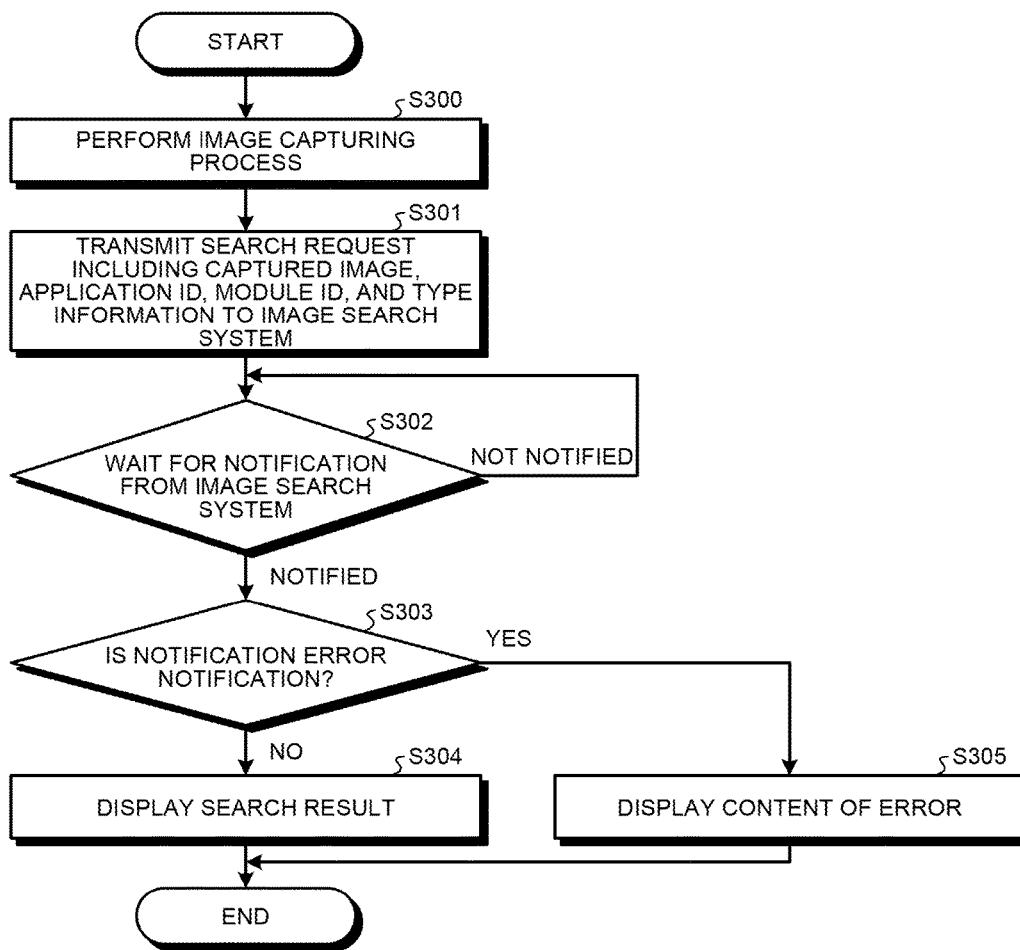 START
S300
PERFORM IMAGE CAPTURING
PROCESS
S301
TRANSMIT SEARCH REQUEST
INCLUDING CAPTURED IMAGE,
APPLICATION ID, MODULE ID, AND TYPE
INFORMATION TO IMAGE SEARCH
SYSTEM
S302
WAIT FOR NOTIFICATION
FROM IMAGE SEARCH
SYSTEM
NOT NOTIFIED
NOTIFIED
S303
IS NOTIFICATION ERROR
NOTIFICATION?
YES
NO
S304
DISPLAY SEARCH RESULT
S305
DISPLAY CONTENT OF ERROR
END